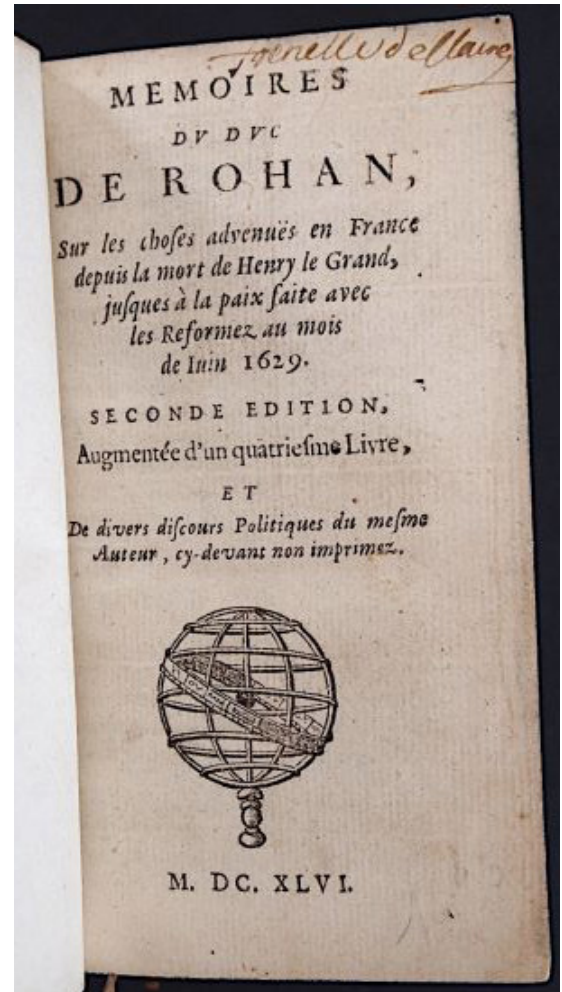 MEMOIRES
DV DVC
DE ROHAN,
Sur les choſes advenuës en France
depuis la mort de Henry le Grand,
juſques à la paix faite avec
les Reformez au mois
de Iuin 1629.
SECONDE EDITION,
Augmentée d'un quatrieſme Livre,
ET
De divers diſcours Politiques du meſme
Auteur, cy-devant non imprimez.
M. DC. XLVI.